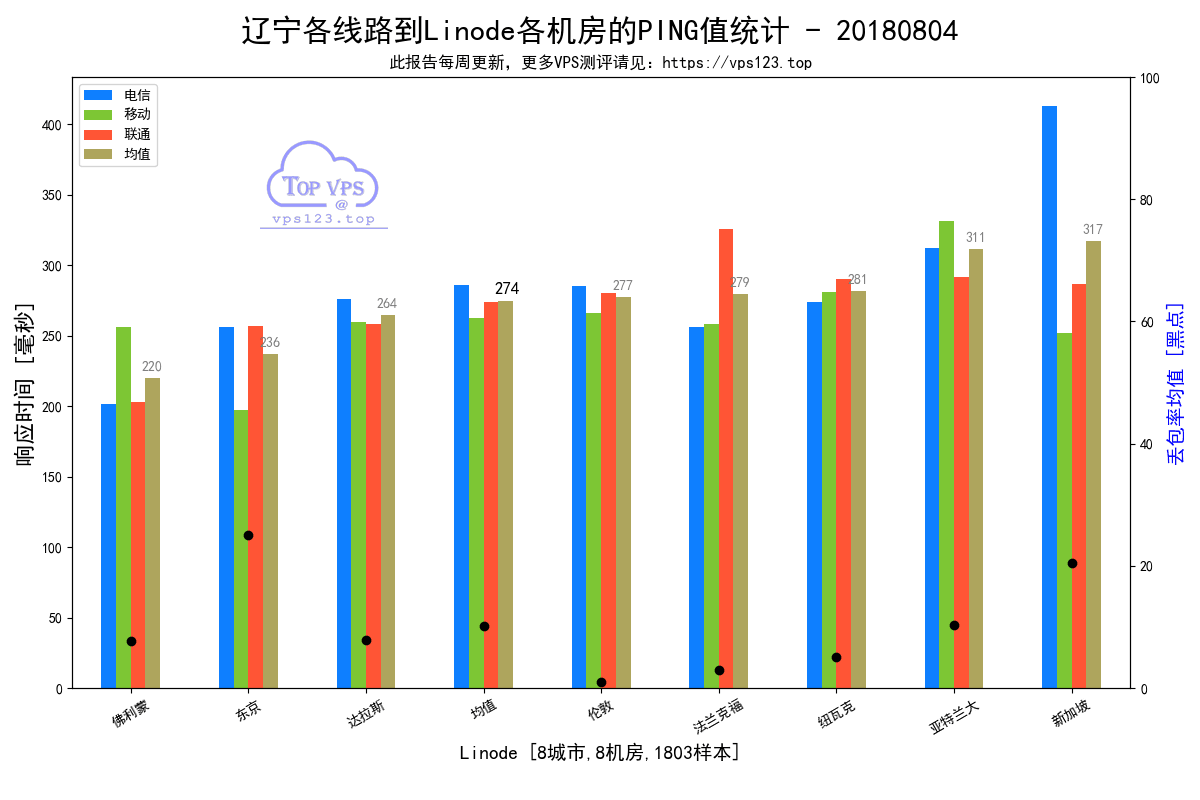 辽宁各线路到Linode各机房的PING值统计 - 20180804
此报告每周更新，更多VPS测评请见：https://vps123.top
电信
移动
联通
均值
TOP VPS
@
vps123.top
响应时间 [毫秒]
400
350
300
250
200
150
100
50
0
220
236
264
274
277
279
281
311
317
100
80
60
40
20
0
丢包率均值 [黑点]
佛利蒙
东京
达拉斯
均值
伦敦
法兰克福
纽瓦克
亚特兰大
新加坡
Linode [8城市,8机房,1803样本]